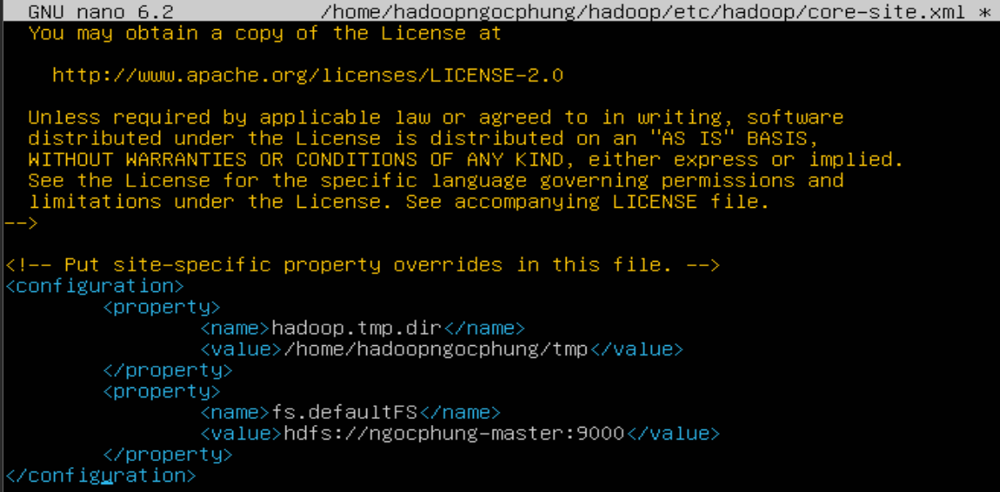 GNU nano 6.2 /home/hadoopngocphung/hadoop/etc/hadoop/core-site.xml *
You may obtain a copy of the License at
http://www.apache.org/licenses/LICENSE-2.0
Unless required by applicable law or agreed to in writing, software
distributed under the License is distributed on an "AS IS" BASIS,
WITHOUT WARRANTIES OR CONDITIONS OF ANY KIND, either express or implied.
See the License for the specific language governing permissions and
limitations under the License. See accompanying LICENSE file.
-->
<!-- Put site-specific property overrides in this file. -->
<configuration>
<property>
<name>hadoop.tmp.dir</name>
<value>/home/hadoopngocphung/tmp</value>
</property>
<property>
<name>fs.defaultFS</name>
<value>hdfs://ngocphung-master:9000</value>
</property>
</configuration>